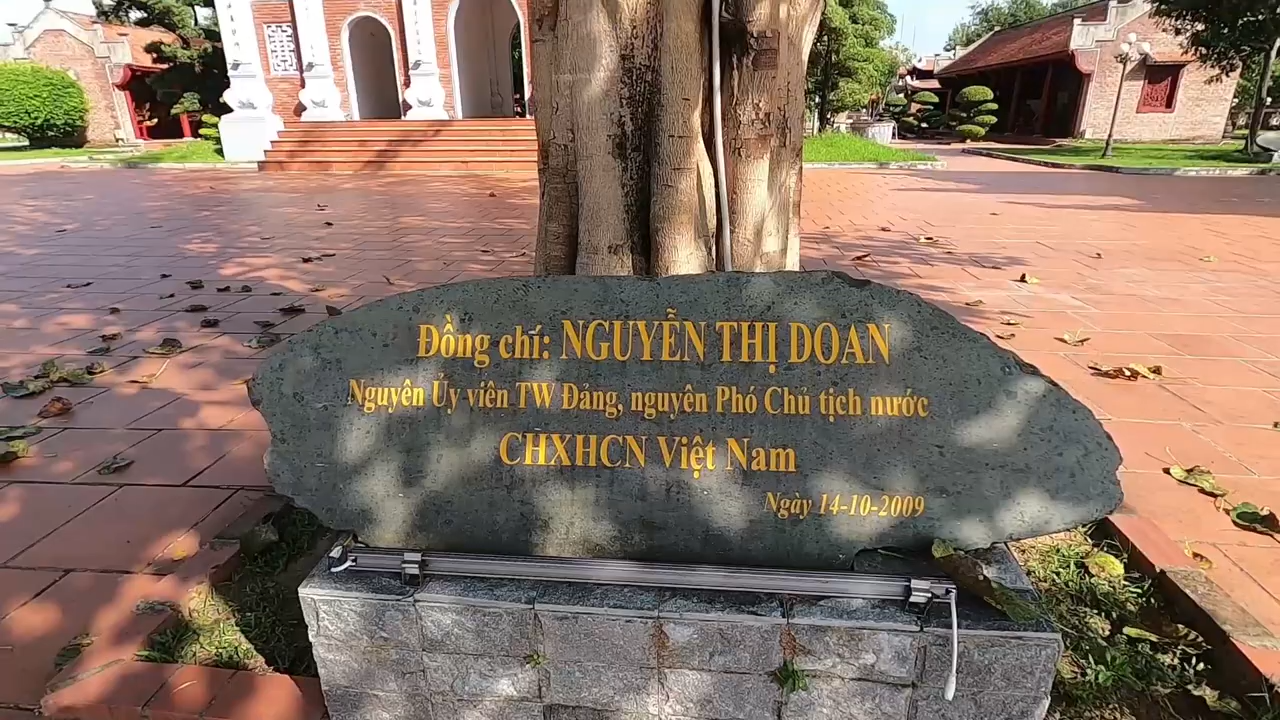 Đồng chí: NGUYỄN THỊ DOAN
Nguyên Ủy viên TW Đảng, nguyên Phó Chủ tịch nước
CHXHCN Việt Nam
Ngày 14-10-2009